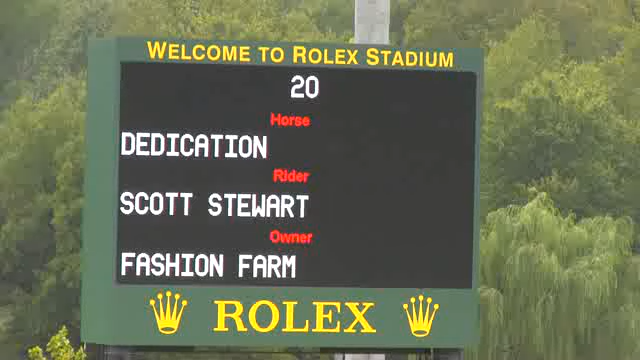 WELCOME TO ROLEX STADIUM
20
Horse
DEDICATION
Rider
SCOTT STEWART
Owner
FASHION FARM
ROLEX